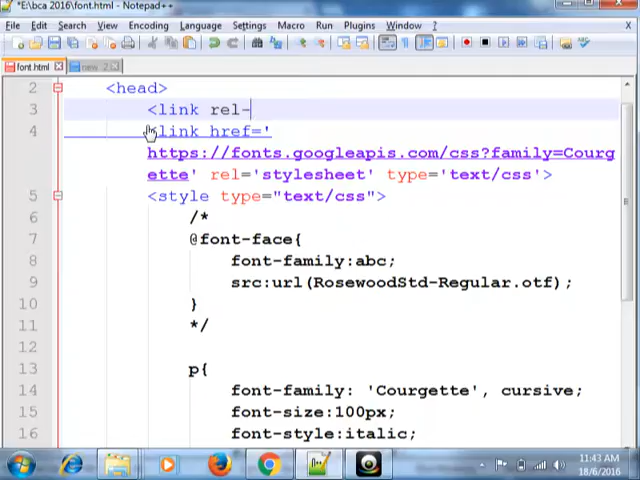 *E:\bca 2016\font.html - Notepad++
File Edit Search View Encoding Language Settings Macro Run Plugins Window ?
X
font.html new 2
2 <head>
3 <link rel-
4 <link href='
https://fonts.googleapis.com/css?family=Courg
ette' rel='stylesheet' type='text/css'>
5 <style type="text/css">
6 /*
7 @font-face{
8 font-family:abc;
9 src:url(RosewoodStd-Regular.otf);
10 }
11 */
12
13 p{
14 font-family: 'Courgette', cursive;
15 font-size:100px;
16 font-style:italic;
11:43 AM
18/6/2016